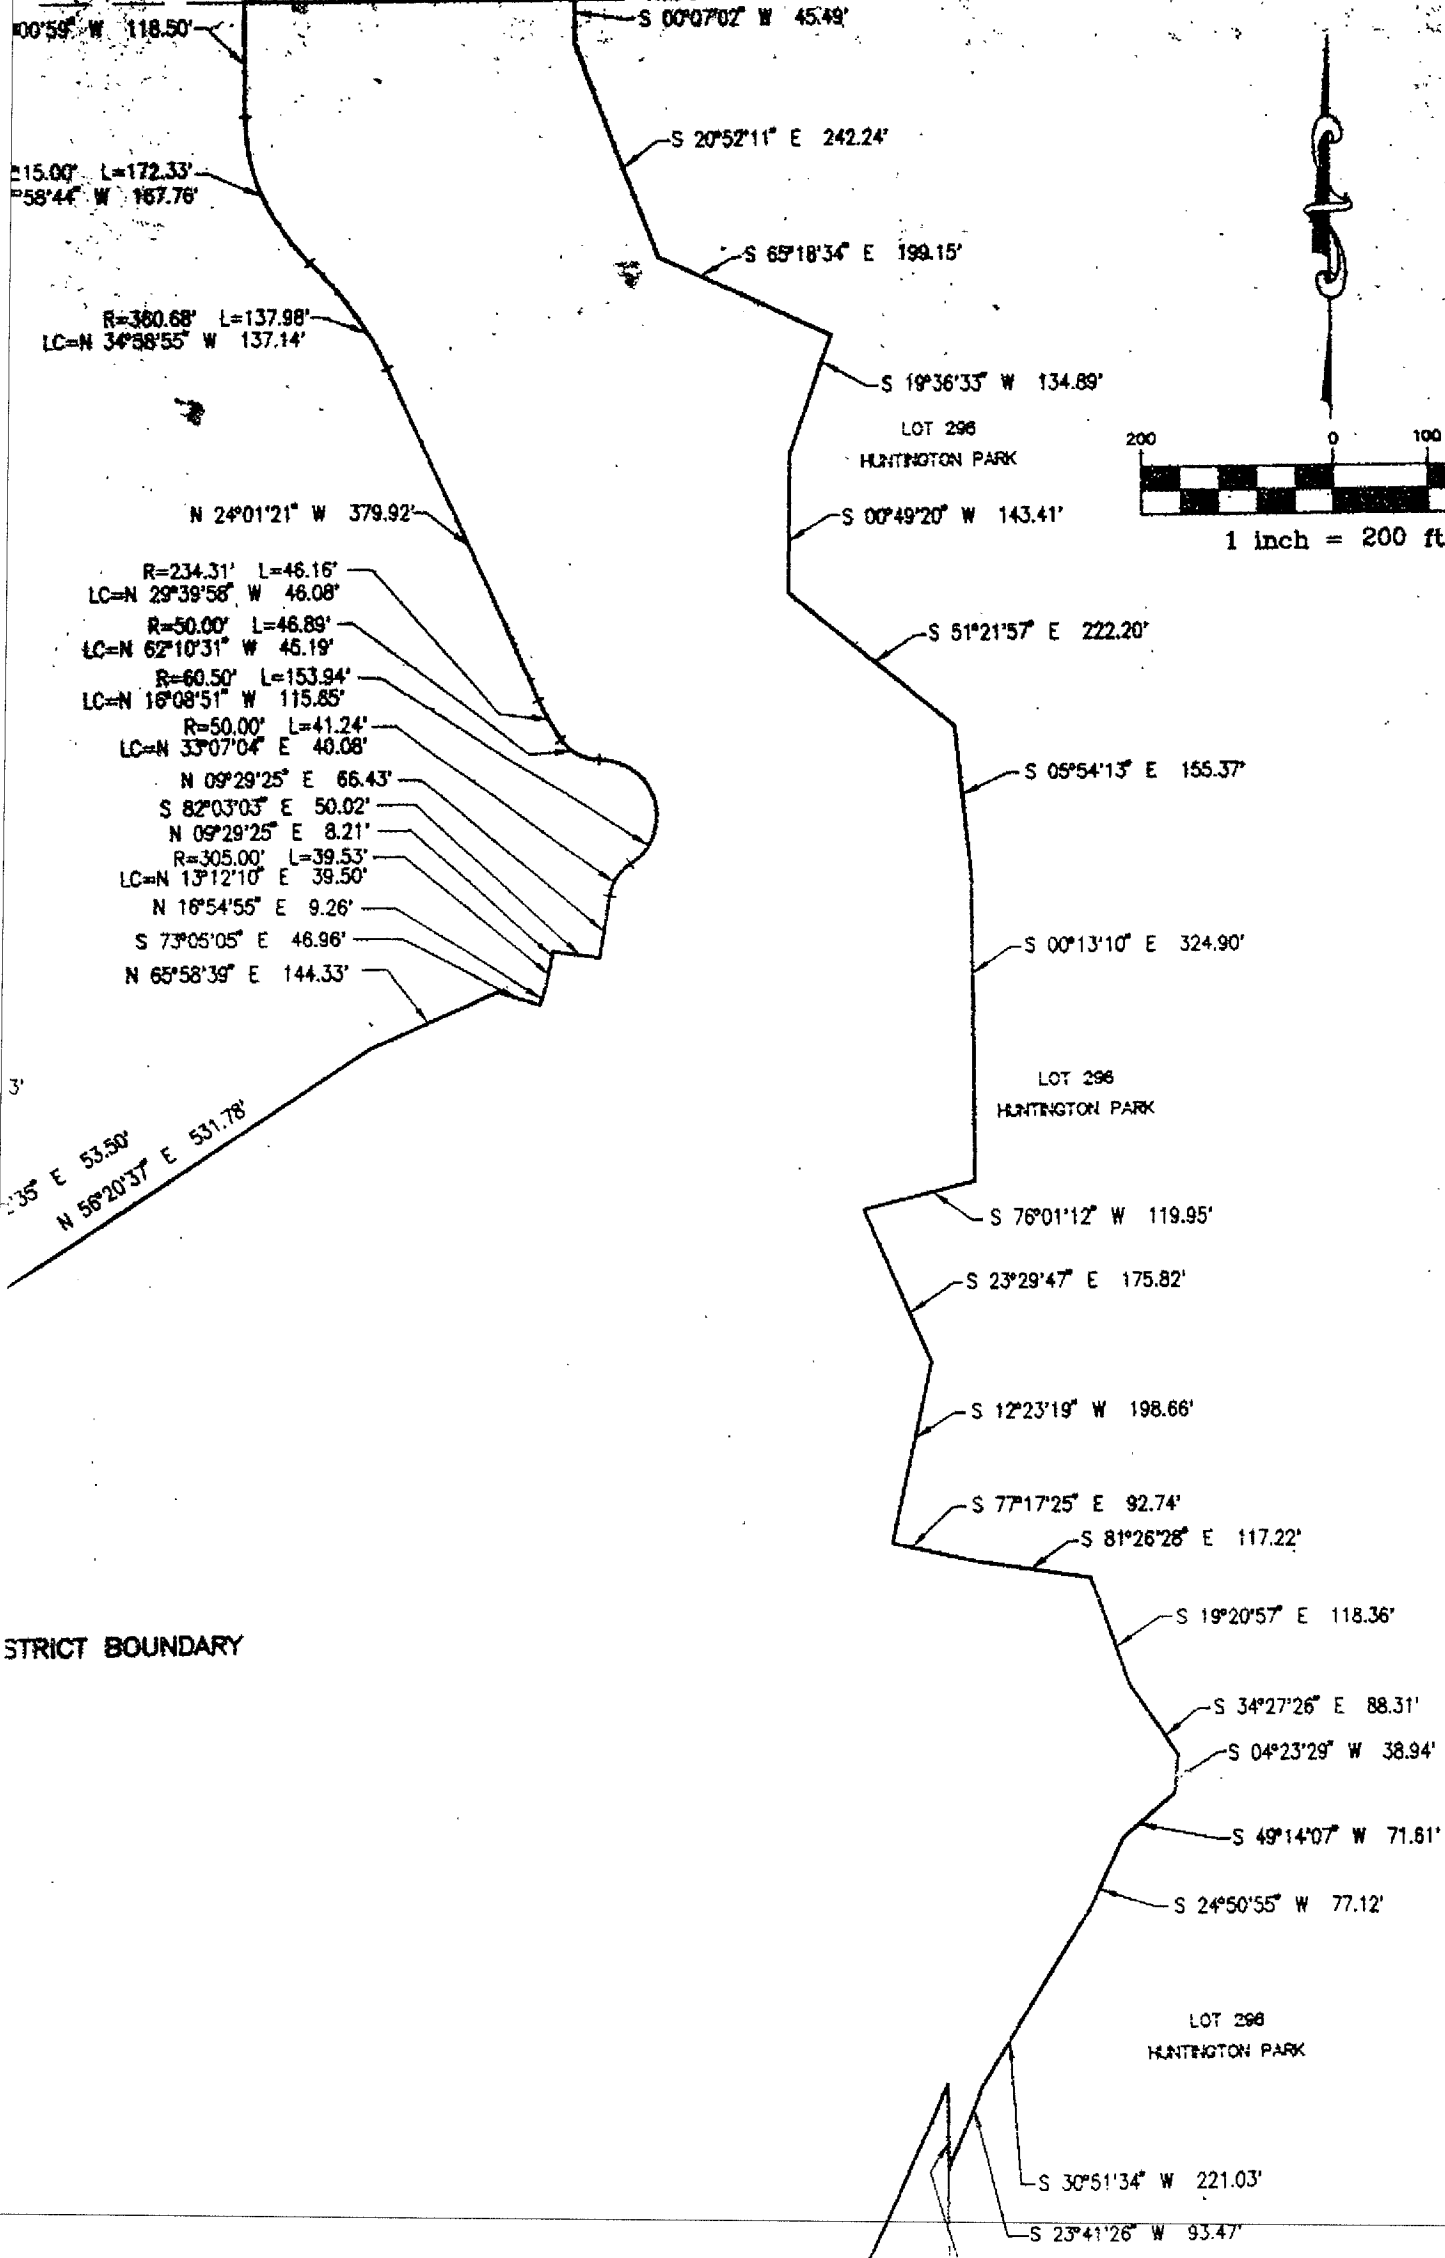 00'59" W 118.50'
S 00°07'02" W 45.49'
S 20°52'11" E 242.24'
15.00' L=172.33'
58'44" W 167.76'
S 65°18'34" E 199.15'
R=360.68' L=137.98'
LC=N 34°58'55" W 137.14'
S 19°36'33" W 134.89'
LOT 296
HUNTINGTON PARK
200 0 100
1 inch = 200 ft
N 24°01'21" W 379.92'
S 00°49'20" W 143.41'
R=234.31' L=46.16'
LC=N 29°39'58" W 46.08'
R=50.00' L=46.89'
LC=N 62°10'31" W 45.19'
S 51°21'57" E 222.20'
R=60.50' L=153.94'
LC=N 16°08'51" W 115.65'
R=50.00' L=41.24'
LC=N 33°07'04" E 40.08'
N 09°29'25" E 66.43'
S 05°54'13" E 155.37'
S 82°03'03" E 50.02'
N 09°29'25" E 8.21'
R=305.00' L=39.53'
LC=N 13°12'10" E 39.50'
N 16°54'55" E 9.26'
S 73°05'05" E 46.96'
S 00°13'10" E 324.90'
N 65°58'39" E 144.33'
3'
LOT 296
HUNTINGTON PARK
2'35" E 53.50'
N 56°20'37" E 531.78'
S 76°01'12" W 119.95'
S 23°29'47" E 175.82'
S 12°23'19" W 198.66'
S 77°17'25" E 92.74'
S 81°26'28" E 117.22'
S 19°20'57" E 118.36'
STRICT BOUNDARY
S 34°27'26" E 88.31'
S 04°23'29" W 38.94'
S 49°14'07" W 71.61'
S 24°50'55" W 77.12'
LOT 296
HUNTINGTON PARK
S 30°51'34" W 221.03'
S 23°41'26" W 93.47'